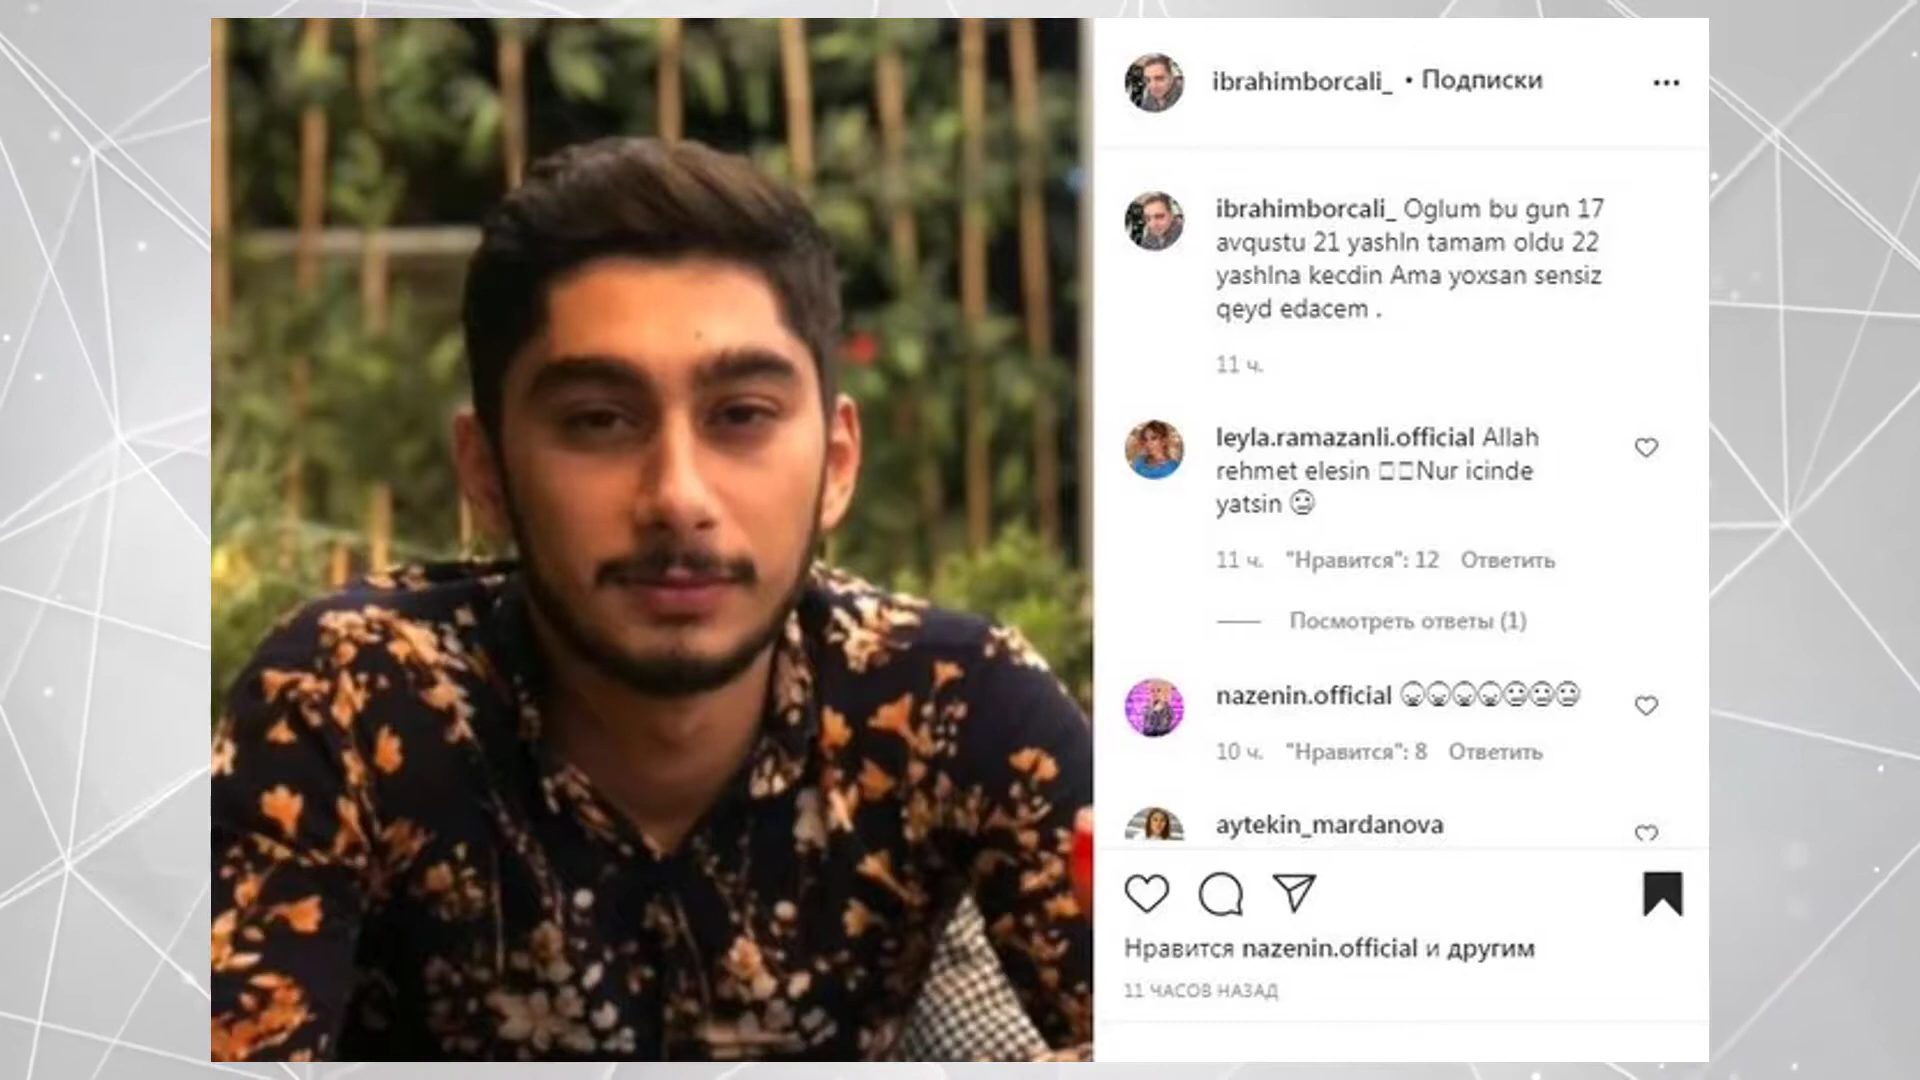 ibrahimborcali_ • Подписки
ibrahimborcali_ Oglum bu gun 17
avqustu 21 yashIn tamam oldu 22
yashIna kecdin Ama yoxsan sensiz
qeyd edacem .
11 ч.
leyla.ramazanli.official Allah
rehmet elesin Nur icinde
yatsin
11 ч. "Нравится": 12 Ответить
Посмотреть ответы (1)
nazenin.official
10 ч. "Нравится": 8 Ответить
aytekin_mardanova
Нравится nazenin.official и другим
11 ЧАСОВ НАЗАД